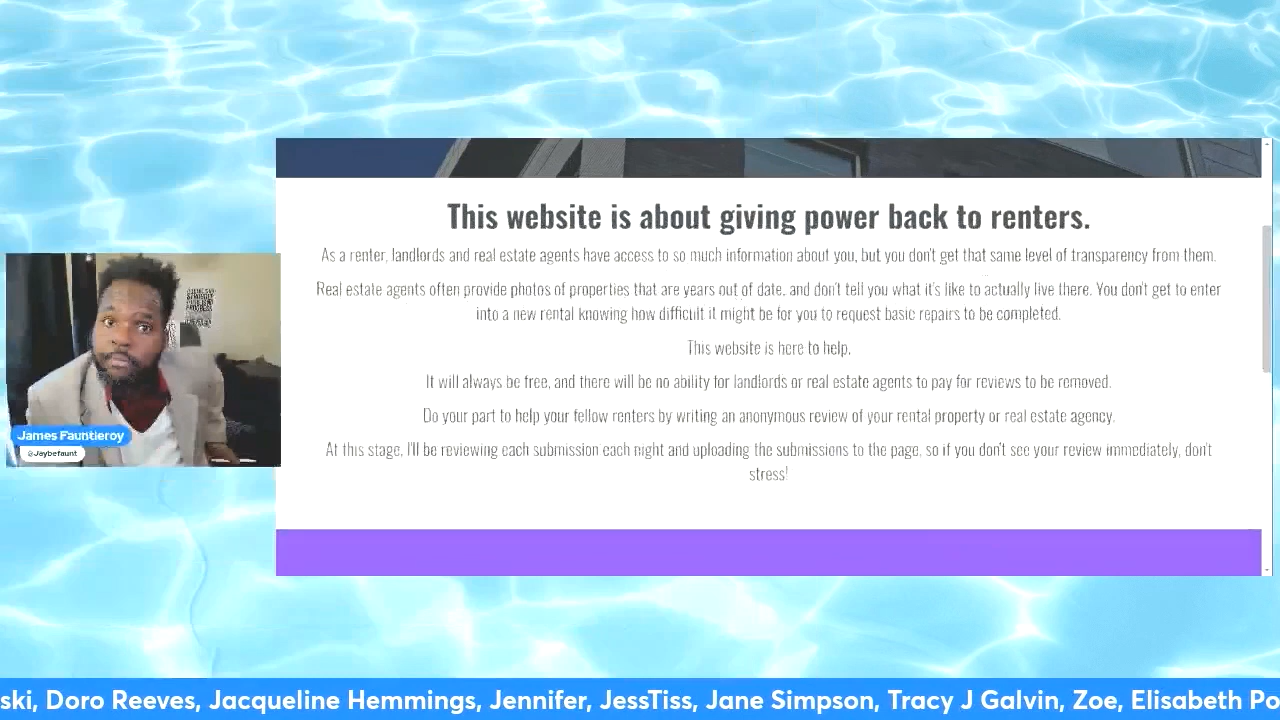 This website is about giving power back to renters.
As a renter, landlords and real estate agents have access to so much information about you, but you don't get that same level of transparency from them.
Real estate agents often provide photos of properties that are years out of date, and don't tell you what it's like to actually live there. You don't get to enter
into a new rental knowing how difficult it might be for you to request basic repairs to be completed.
This website is here to help.
It will always be free, and there will be no ability for landlords or real estate agents to pay for reviews to be removed.
Do your part to help your fellow renters by writing an anonymous review of your rental property or real estate agency.
At this stage, I'll be reviewing each submission each night and uploading the submissions to the page, so if you don't see your review immediately, don't
stress!
James Fauntleroy
@Jaybefaunt
ski, Doro Reeves, Jacqueline Hemmings, Jennifer, JessTiss, Jane Simpson, Tracy J Galvin, Zoe, Elisabeth Po